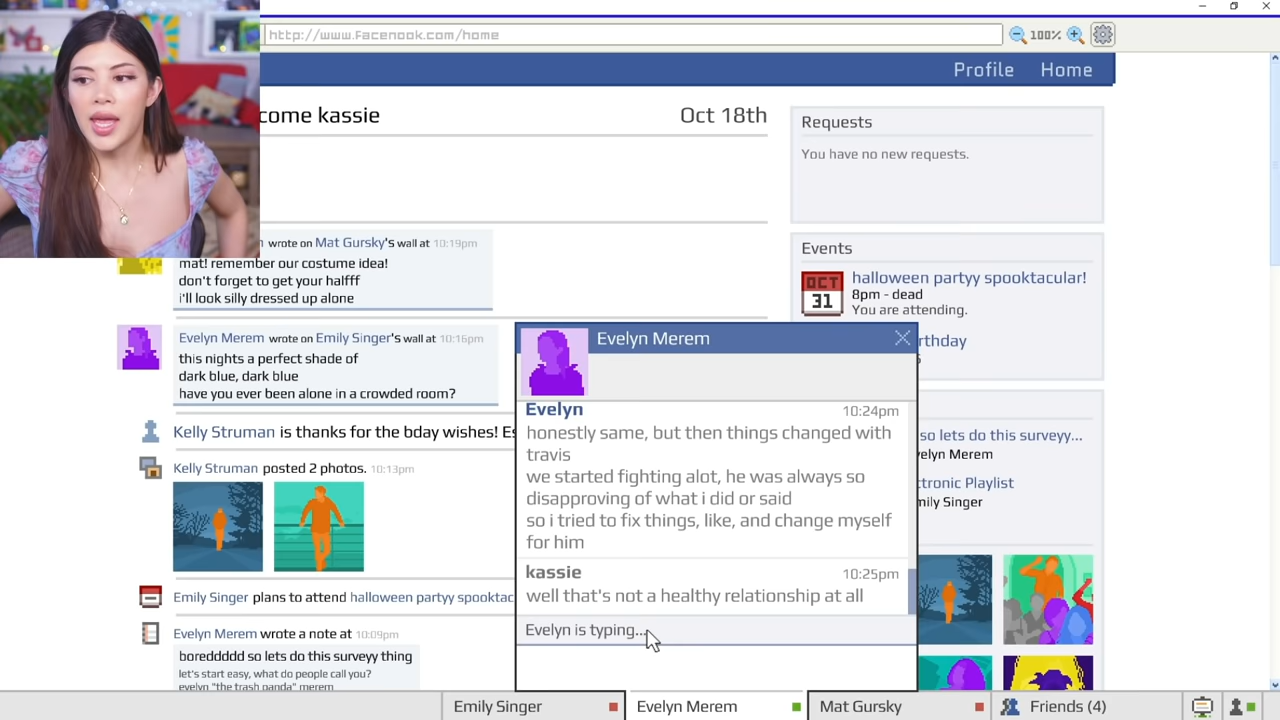 http://www.facenook.com/home
100%
Profile
Home
come kassie
Oct 18th
Requests
You have no new requests.
wrote on Mat Gursky's wall at 10:19pm
mat! remember our costume idea!
don't forget to get your halfff
i'll look silly dressed up alone
Events
OCT
31
halloween partyy spooktacular!
8pm - dead
You are attending.
rthday
Evelyn Merem wrote on Emily Singer's wall at 10:16pm
this nights a perfect shade of
dark blue, dark blue
have you ever been alone in a crowded room?
Kelly Struman is thanks for the bday wishes! Es
Kelly Struman posted 2 photos. 10:13pm
Emily Singer plans to attend halloween partyy spooktac
Evelyn Merem wrote a note at 10:09pm
boreddddd so lets do this surveyy thing
let's start easy, what do people call you?
evelyn "the trash panda" merem
Evelyn Merem
Evelyn
10:24pm
honestly same, but then things changed with
travis
we started fighting alot, he was always so
disapproving of what i did or said
so i tried to fix things, like, and change myself
for him
kassie
10:25pm
well that's not a healthy relationship at all
Evelyn is typing...
so lets do this surveyy...
velyn Merem
ctronic Playlist
mily Singer
Emily Singer
Evelyn Merem
Mat Gursky
Friends (4)